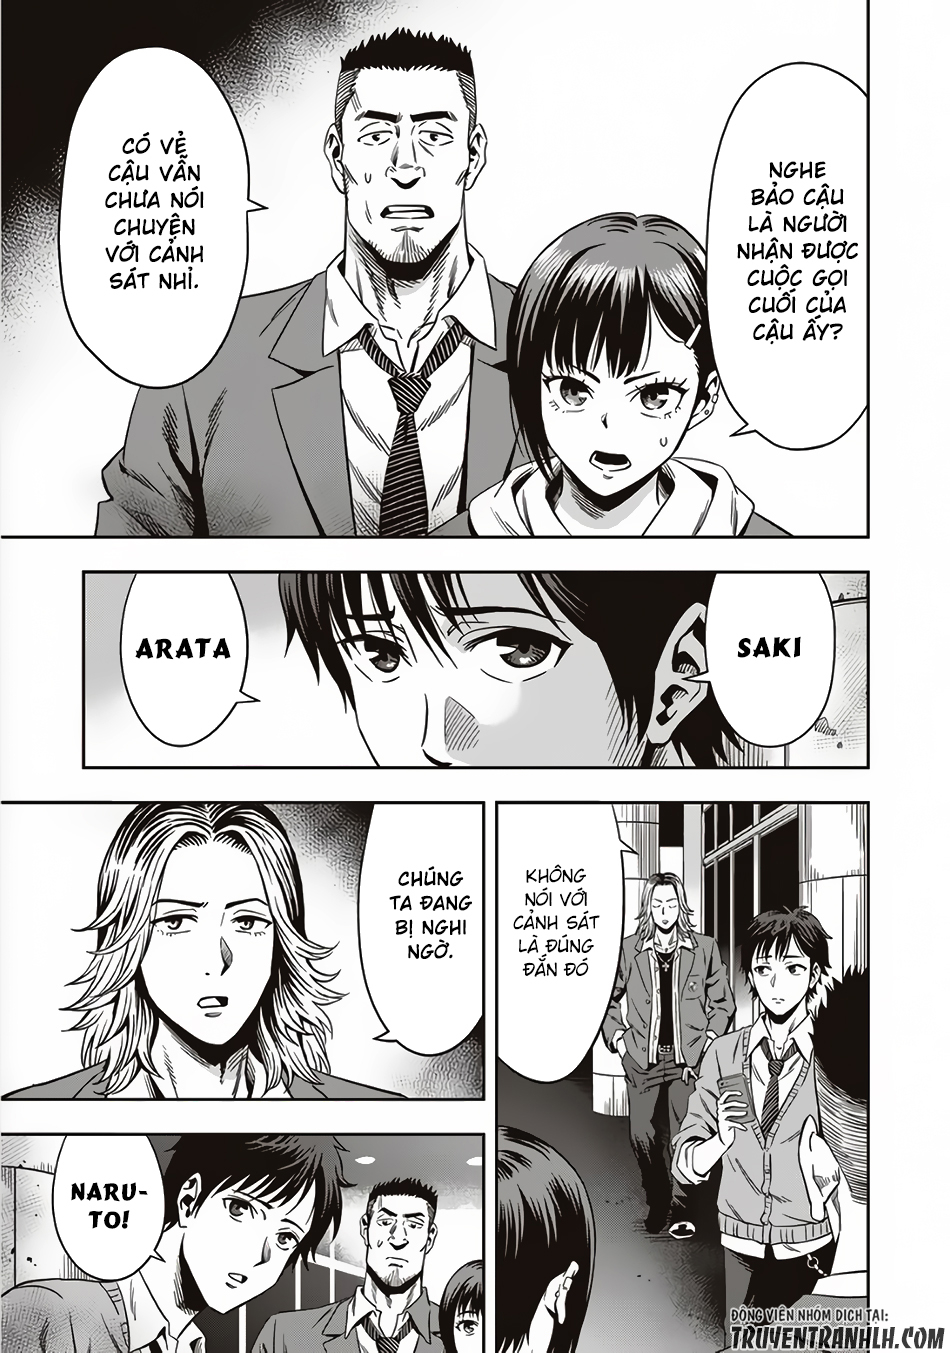 NGHE
BẢO CẬU
LÀ NGƯỜI
NHẬN ĐƯỢC
CUỘC GỌI
CUỐI CỦA
CẬU ẤY?
CÓ VẺ
CẬU VẪN
CHƯA NÓI
CHUYỆN
VỚI CẢNH
SÁT NHỈ.
SAKI
ARATA
KHÔNG
NÓI VỚI
CẢNH SÁT
LÀ ĐÚNG
ĐẮN ĐÓ
CHÚNG
TA ĐANG
BỊ NGHI
NGỜ.
NARU-
TO!
ĐỘNG VIÊN NHÓM DỊCH TẠI:
TRUYENTRANHLH.COM